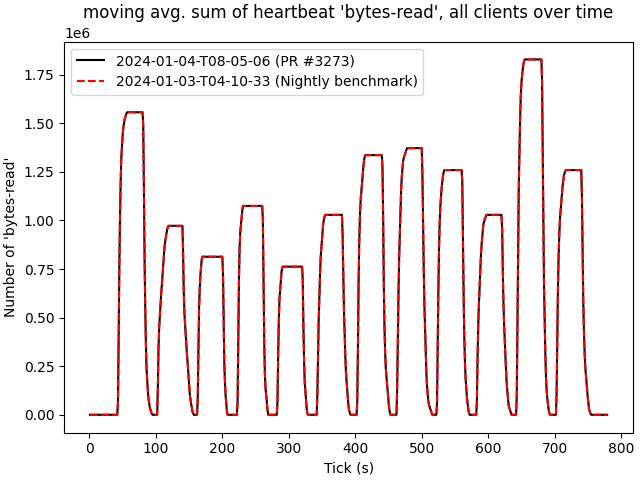 moving avg. sum of heartbeat 'bytes-read', all clients over time
1e6
2024-01-04-T08-05-06 (PR #3273)
2024-01-03-T04-10-33 (Nightly benchmark)
Number of 'bytes-read'
1.75
1.50
1.25
1.00
0.75
0.50
0.25
0.00
0 100 200 300 400 500 600 700 800
Tick (s)